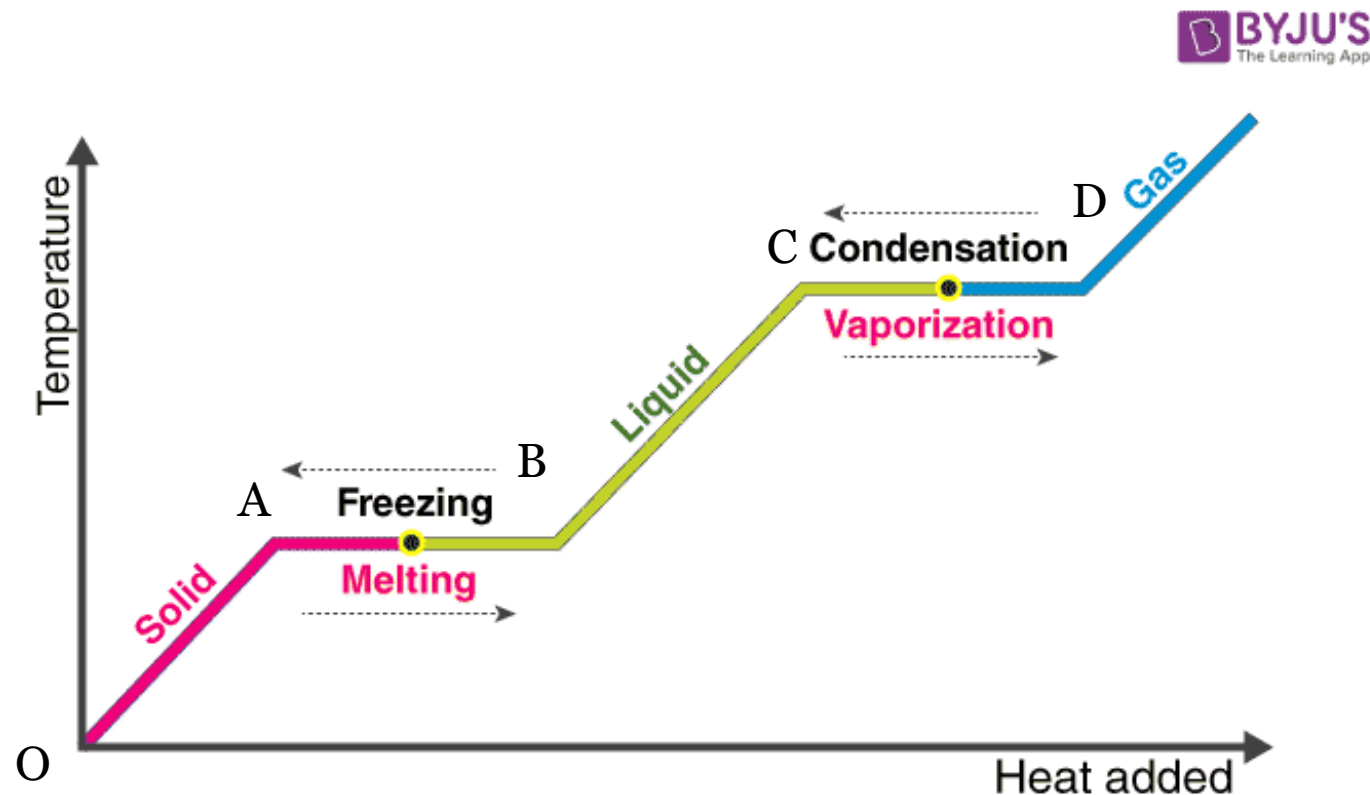 BYJU'S
The Learning App
Temperature
Solid
A
Freezing
Melting
B
Liquid
C
Condensation
Vaporization
D
Gas
O
Heat added